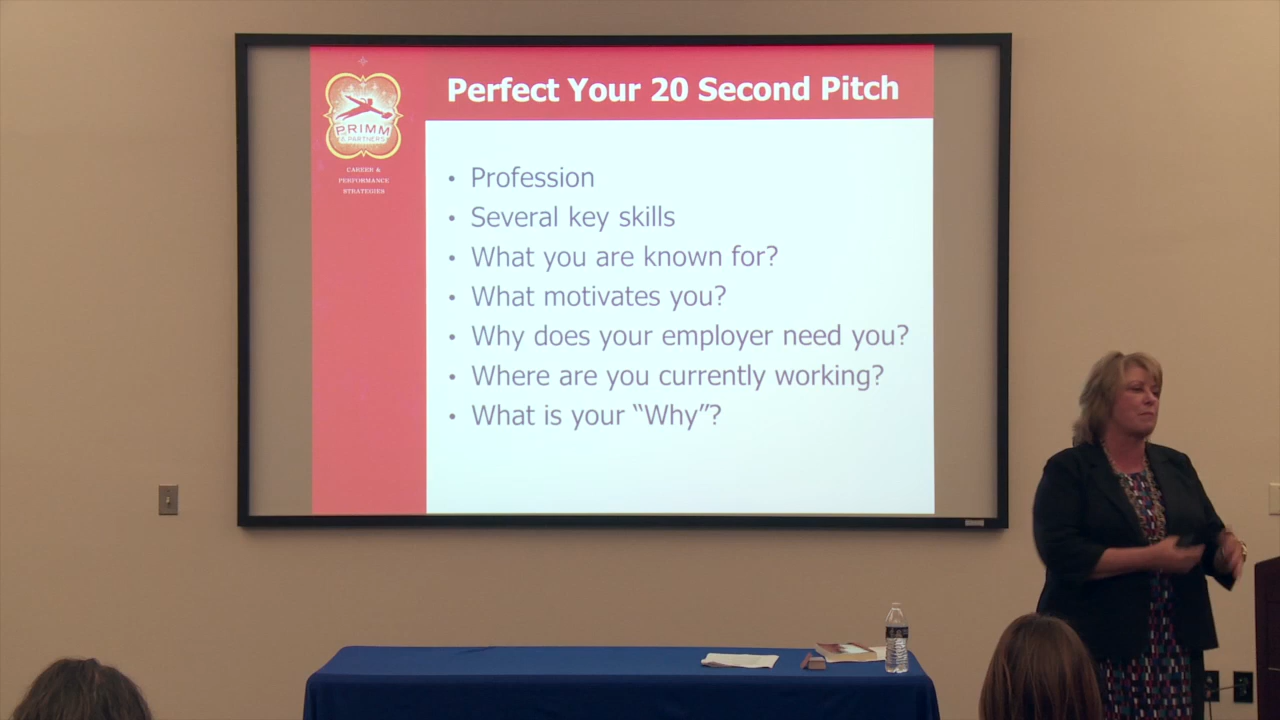 Perfect Your 20 Second Pitch
PRIMM
& PARTNERS
CAREER &
PERFORMANCE
STRATEGIES
• Profession
• Several key skills
• What you are known for?
• What motivates you?
• Why does your employer need you?
• Where are you currently working?
• What is your “Why”?